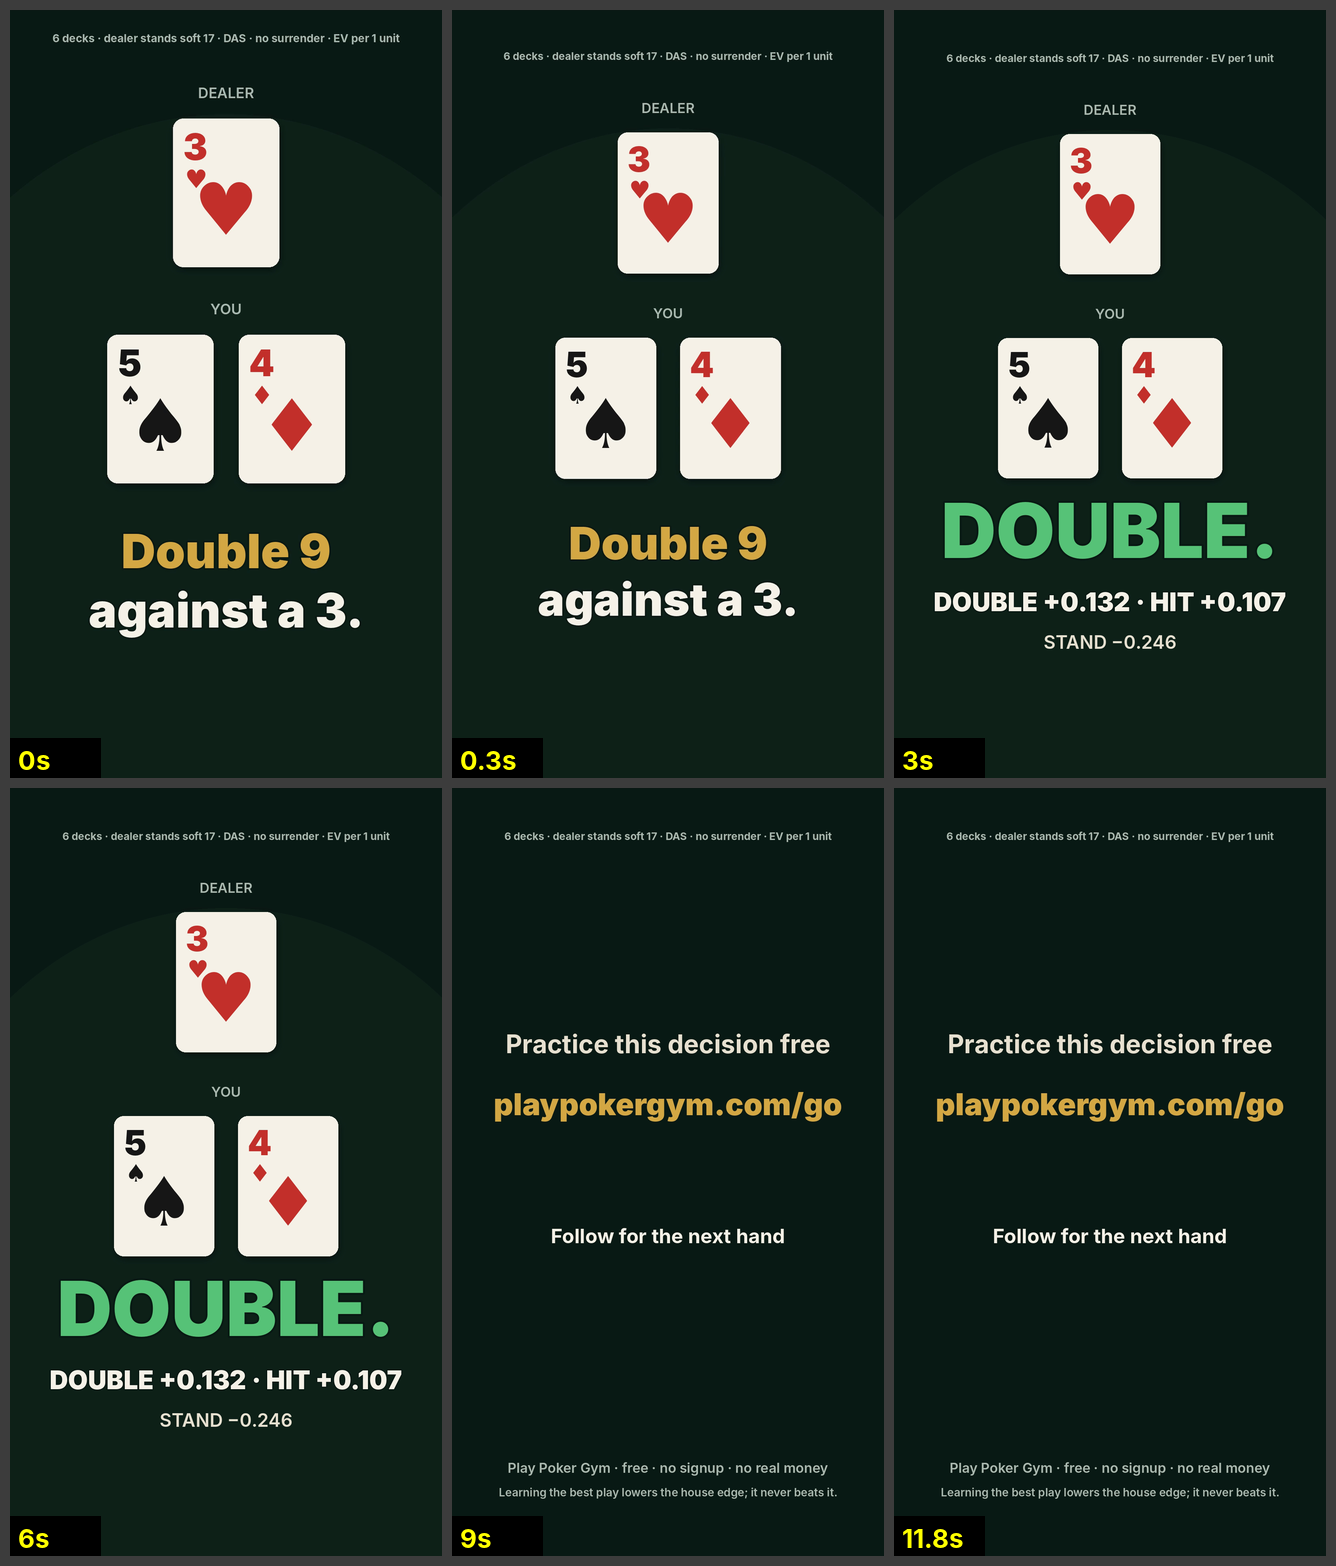 6 decks · dealer stands soft 17 · DAS · no surrender · EV per 1 unit
DEALER
3
YOU
5
4
Double 9
against a 3.
0s
6 decks · dealer stands soft 17 · DAS · no surrender · EV per 1 unit
DEALER
3
YOU
5
4
Double 9
against a 3.
0.3s
6 decks · dealer stands soft 17 · DAS · no surrender · EV per 1 unit
DEALER
3
YOU
5
4
DOUBLE.
DOUBLE +0.132 · HIT +0.107
STAND −0.246
3s
6 decks · dealer stands soft 17 · DAS · no surrender · EV per 1 unit
DEALER
3
YOU
5
4
DOUBLE.
DOUBLE +0.132 · HIT +0.107
STAND −0.246
6s
6 decks · dealer stands soft 17 · DAS · no surrender · EV per 1 unit
Practice this decision free
playpokergym.com/go
Follow for the next hand
Play Poker Gym · free · no signup · no real money
Learning the best play lowers the house edge; it never beats it.
9s
6 decks · dealer stands soft 17 · DAS · no surrender · EV per 1 unit
Practice this decision free
playpokergym.com/go
Follow for the next hand
Play Poker Gym · free · no signup · no real money
Learning the best play lowers the house edge; it never beats it.
11.8s